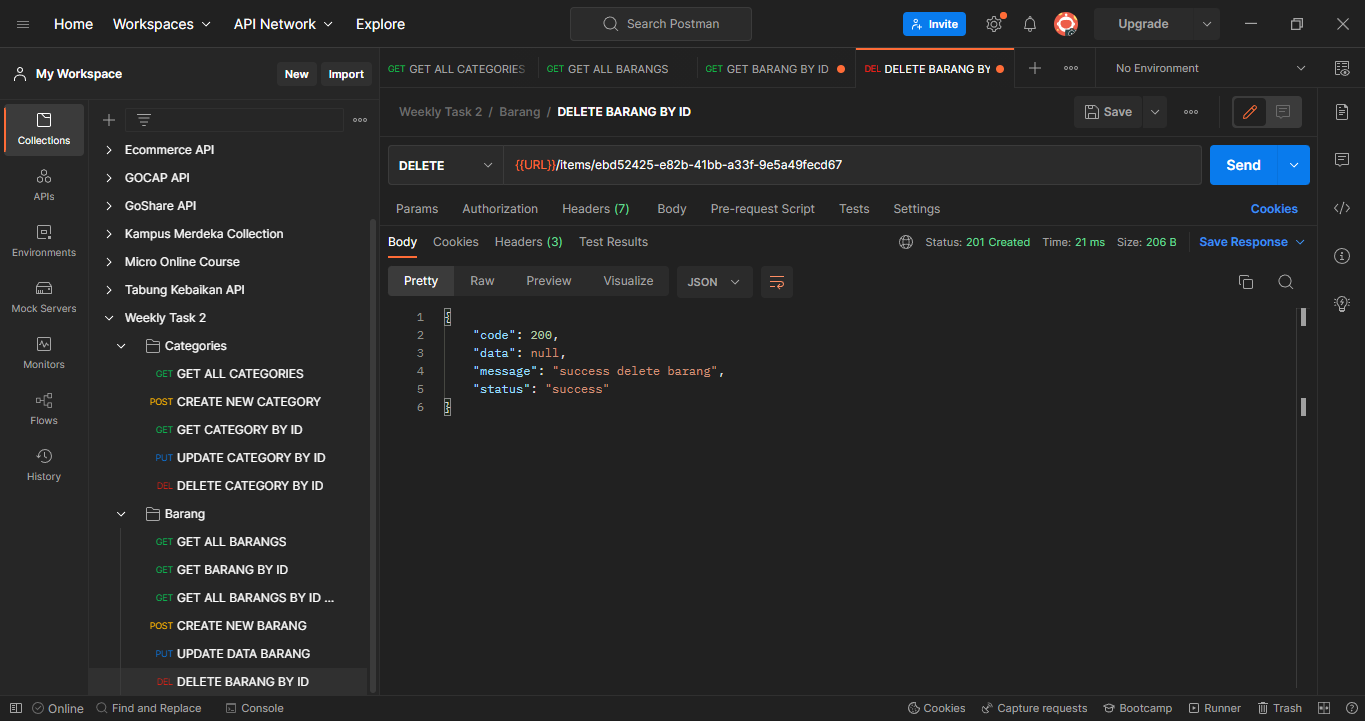 Home Workspaces API Network Explore Search Postman Invite Upgrade
My Workspace New Import
GET GET ALL CATEGORIES GET GET ALL BARANGS GET GET BARANG BY ID DEL DELETE BARANG BY No Environment
Weekly Task 2 / Barang / DELETE BARANG BY ID Save
DELETE {{URL}}/items/ebd52425-e82b-41bb-a33f-9e5a49fecd67 Send
Params Authorization Headers (7) Body Pre-request Script Tests Settings Cookies
Body Cookies Headers (3) Test Results Status: 201 Created Time: 21 ms Size: 206 B Save Response
Pretty Raw Preview Visualize JSON
1 {
2 "code": 200,
3 "data": null,
4 "message": "success delete barang",
5 "status": "success"
6 }
Collections
APIs
Environments
Mock Servers
Monitors
Flows
History
Ecommerce API
GOCAP API
GoShare API
Kampus Merdeka Collection
Micro Online Course
Tabung Kebaikan API
Weekly Task 2
Categories
GET GET ALL CATEGORIES
POST CREATE NEW CATEGORY
GET GET CATEGORY BY ID
PUT UPDATE CATEGORY BY ID
DEL DELETE CATEGORY BY ID
Barang
GET GET ALL BARANGS
GET GET BARANG BY ID
GET GET ALL BARANGS BY ID ...
POST CREATE NEW BARANG
PUT UPDATE DATA BARANG
DEL DELETE BARANG BY ID
Online Find and Replace Console Cookies Capture requests Bootcamp Runner Trash